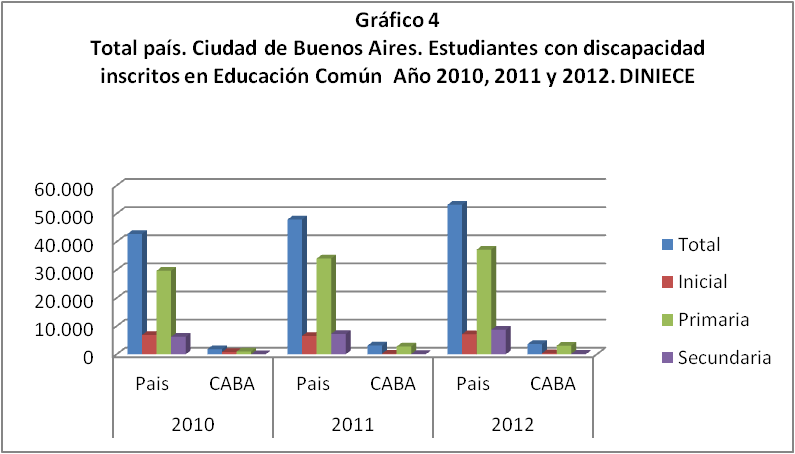 Gráfico 4
Total país. Ciudad de Buenos Aires. Estudiantes con discapacidad
inscritos en Educación Común Año 2010, 2011 y 2012. DINIECE
60.000
50.000
40.000
30.000
20.000
10.000
0
Pais CABA Pais CABA Pais CABA
2010 2011 2012
Total
Inicial
Primaria
Secundaria